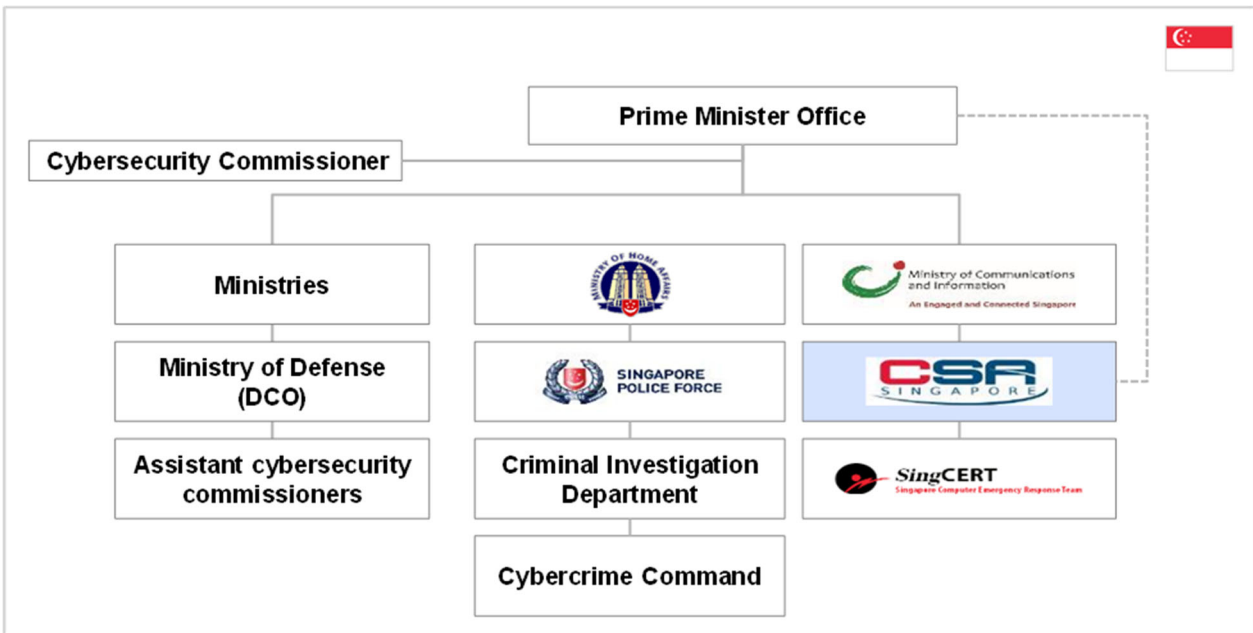 Prime Minister Office
Cybersecurity Commissioner
Ministries
MINISTRY OF HOME AFFAIRS
Ministry of Communications
and Information
An Engaged and Connected Singapore
Ministry of Defense
(DCO)
SINGAPORE
POLICE FORCE
CSA
SINGAPORE
Assistant cybersecurity
commissioners
Criminal Investigation
Department
SingCERT
Singapore Computer Emergency Response Team
Cybercrime Command